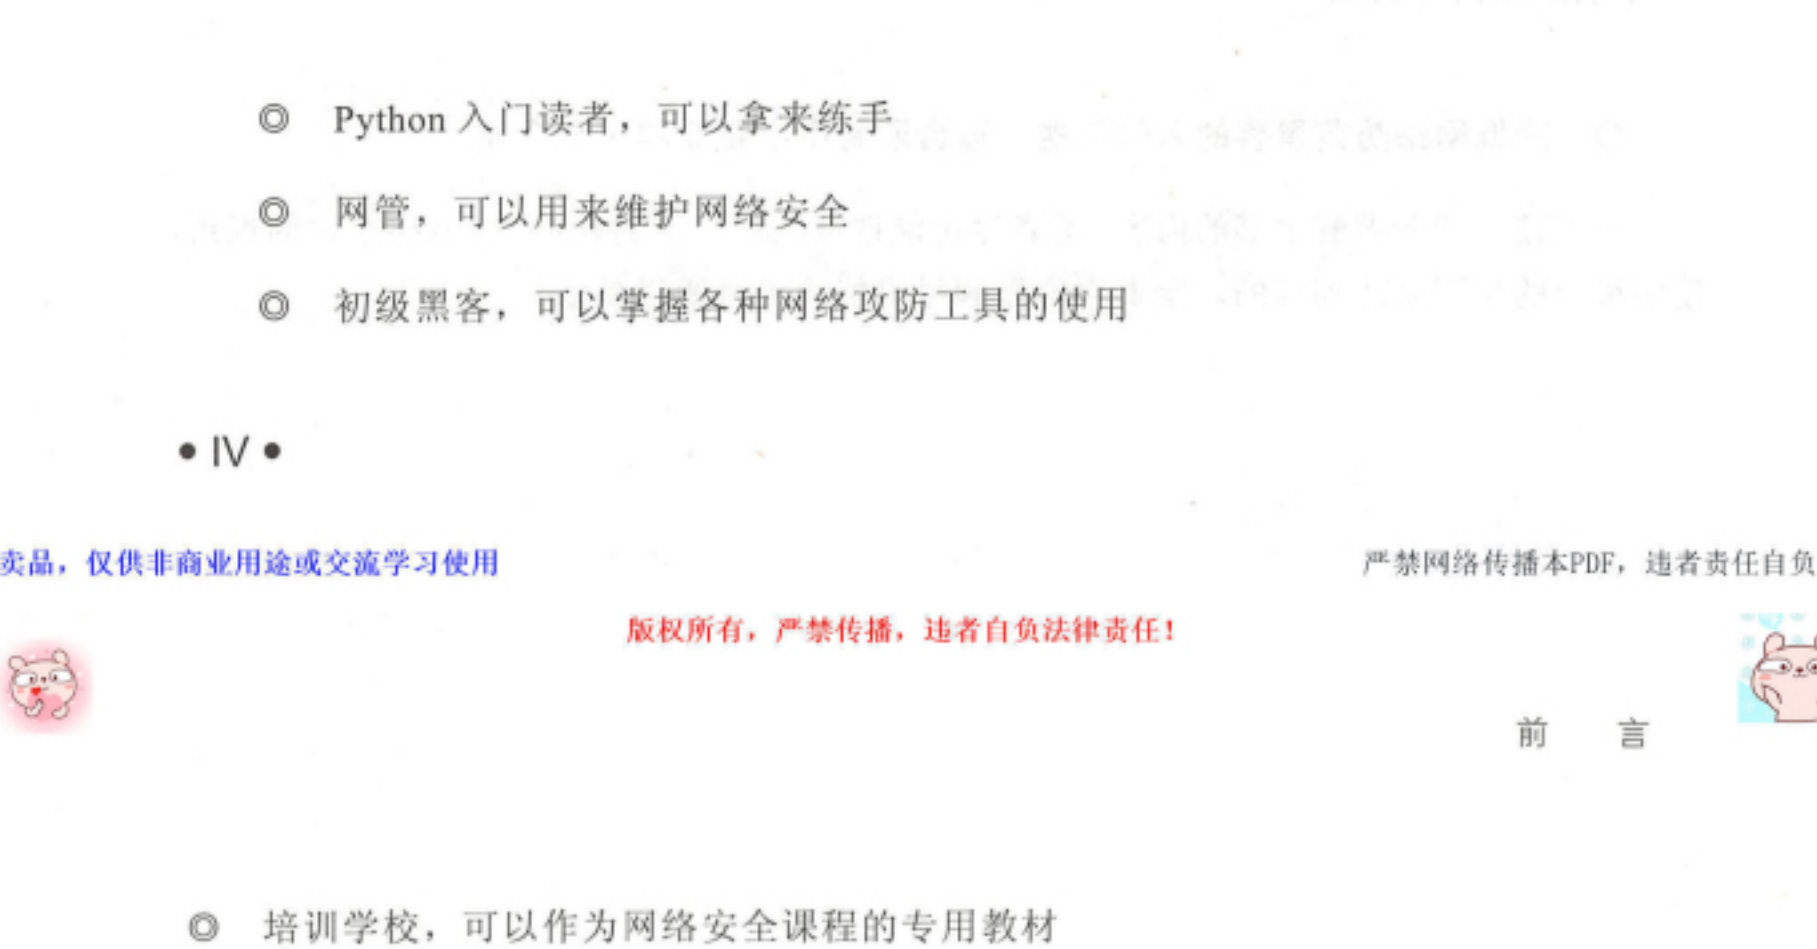 ◎ Python 入门读者，可以拿来练手
◎ 网管，可以用来维护网络安全
◎ 初级黑客，可以掌握各种网络攻防工具的使用
• IV •
卖品，仅供非商业用途或交流学习使用
严禁网络传播本PDF，违者责任自负
版权所有，严禁传播，违者自负法律责任！
前 言
◎ 培训学校，可以作为网络安全课程的专用教材